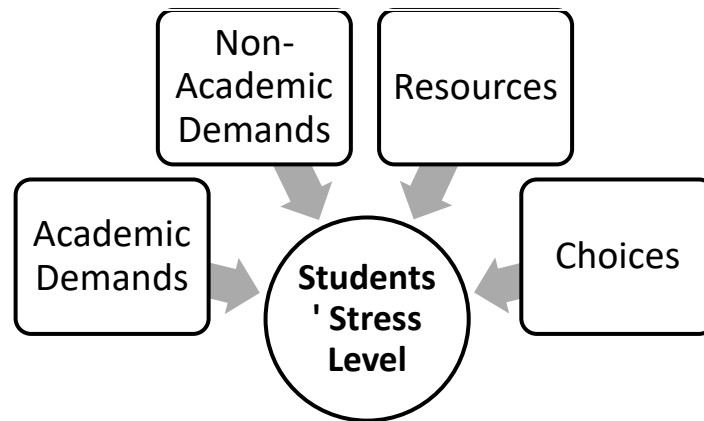 Non-
Academic
Demands
Resources
Academic
Demands
Choices
Students
' Stress
Level